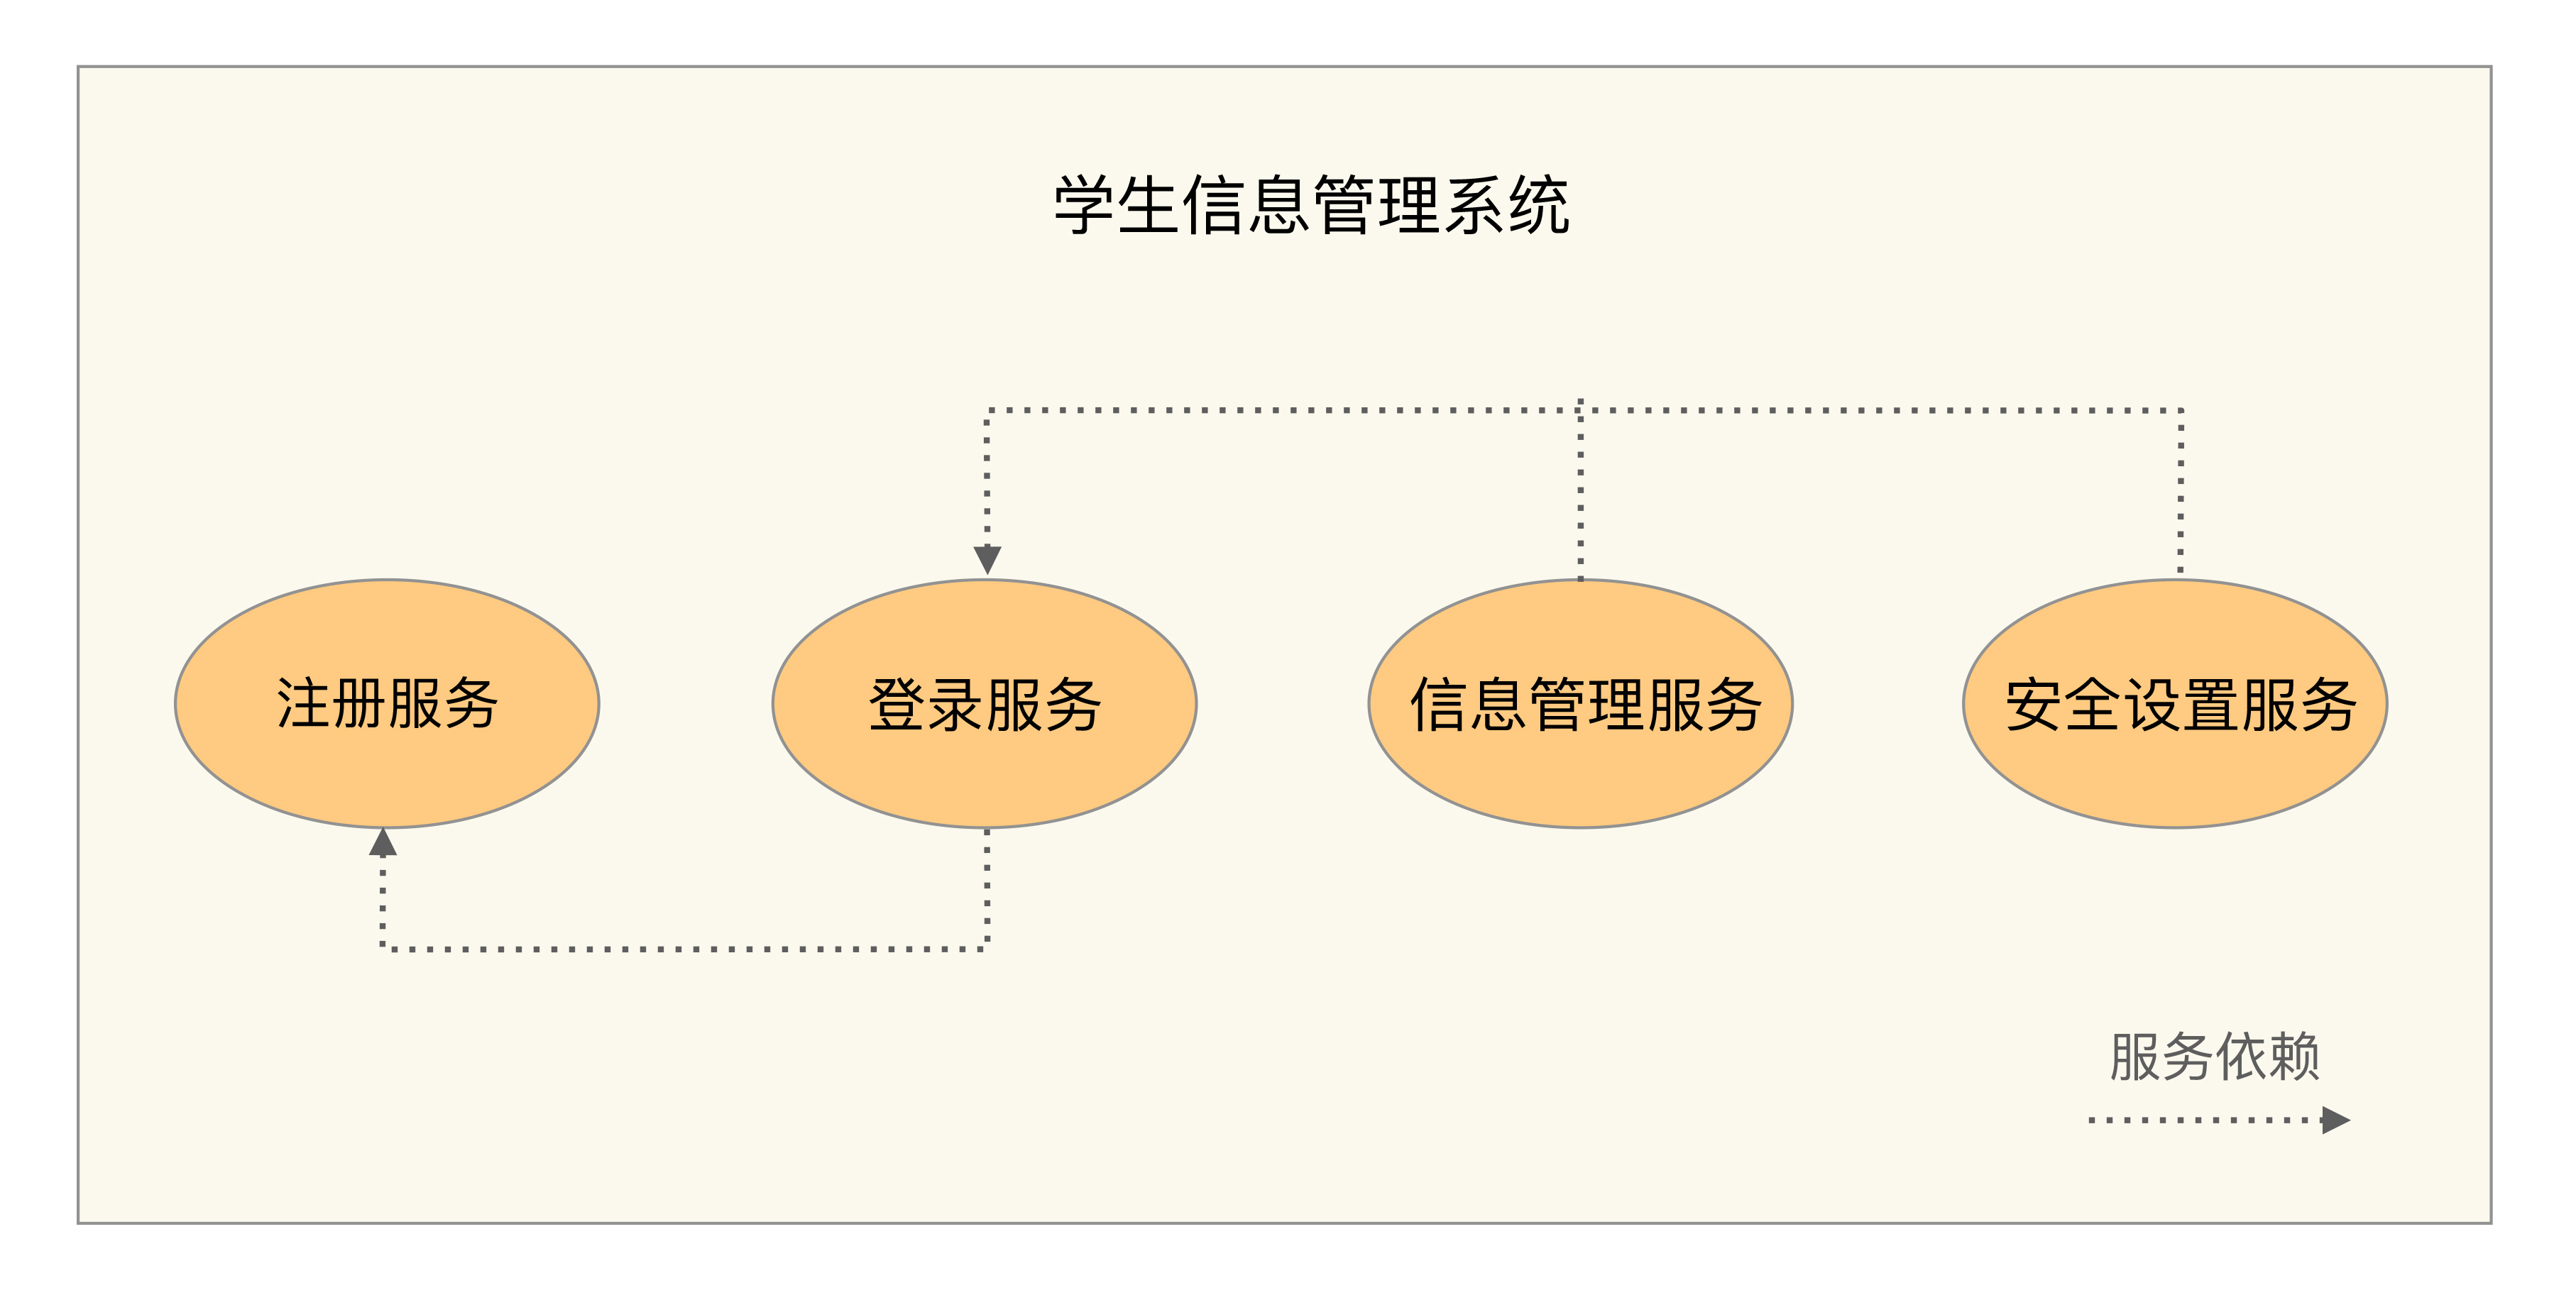 学生信息管理系统
注册服务
登录服务
信息管理服务
安全设置服务
服务依赖